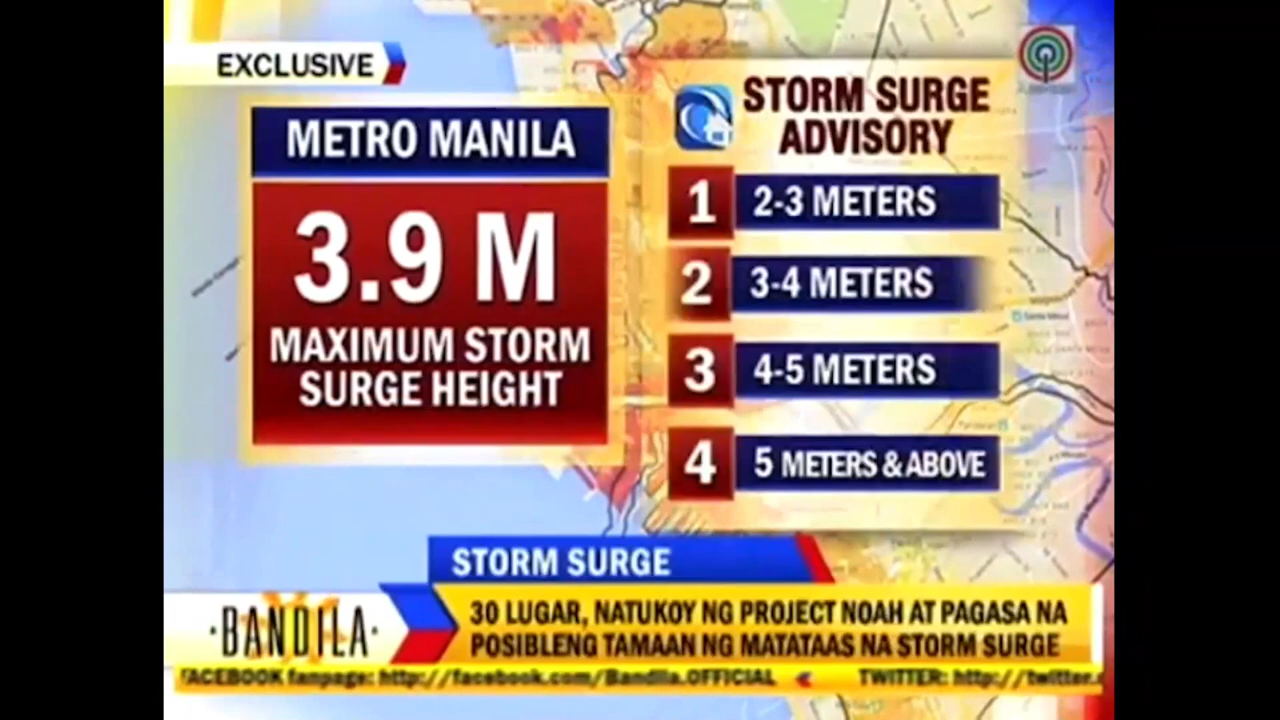 EXCLUSIVE
METRO MANILA
3.9 M
MAXIMUM STORM
SURGE HEIGHT
STORM SURGE
ADVISORY
1 2-3 METERS
2 3-4 METERS
3 4-5 METERS
4 5 METERS & ABOVE
STORM SURGE
BANDILA
30 LUGAR, NATUKOY NG PROJECT NOAH AT PAGASA NA
POSIBLENG TAMAAN NG MATATAAS NA STORM SURGE
FACEBOOK fanpage: http://facebook.com/Bandila.OFFICIAL TWITTER: http://twitter.c